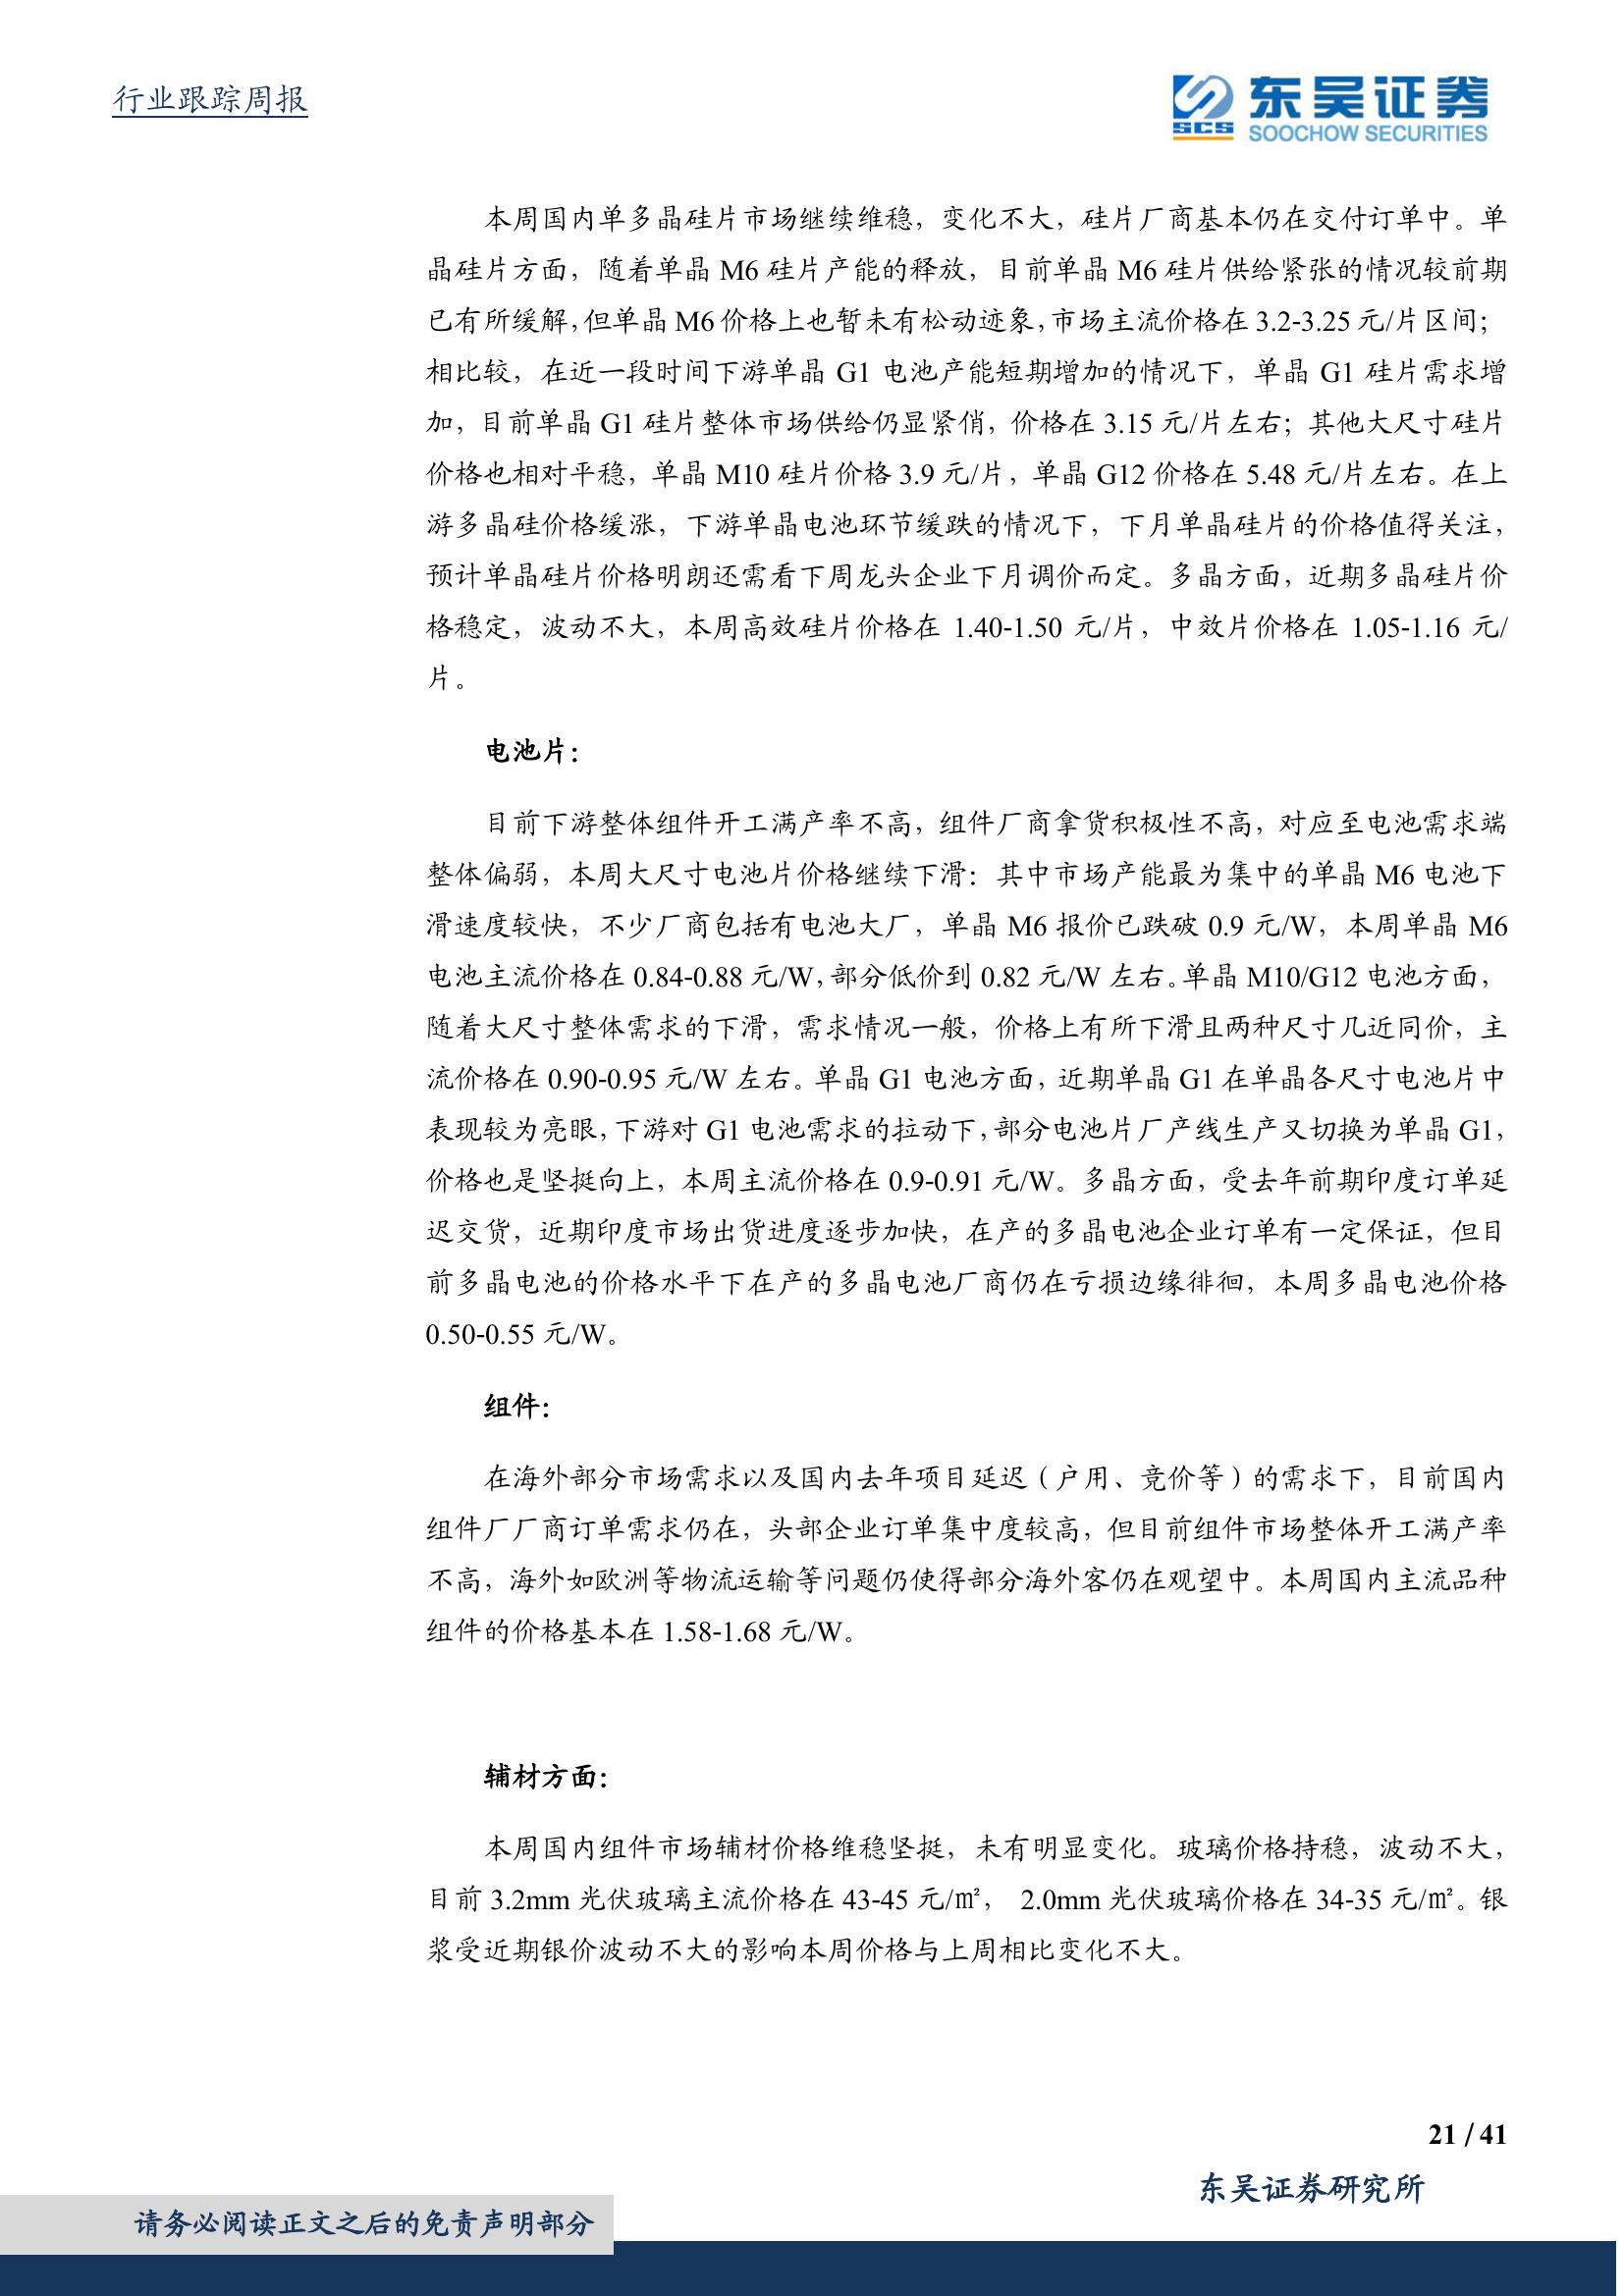 行业跟踪周报
东吴证券
SCS
SOOCHOW SECURITIES
本周国内单多晶硅片市场继续维稳，变化不大，硅片厂商基本仍在交付订单中。单
晶硅片方面，随着单晶 M6 硅片产能的释放，目前单晶 M6 硅片供给紧张的情况较前期
已有所缓解，但单晶 M6 价格上也暂未有松动迹象，市场主流价格在 3.2-3.25 元/片区间；
相比较，在近一段时间下游单晶 G1 电池产能短期增加的情况下，单晶 G1 硅片需求增
加，目前单晶 G1 硅片整体市场供给仍显紧俏，价格在 3.15 元/片左右；其他大尺寸硅片
价格也相对平稳，单晶 M10 硅片价格 3.9 元/片，单晶 G12 价格在 5.48 元/片左右。在上
游多晶硅价格缓涨，下游单晶电池环节缓跌的情况下，下月单晶硅片的价格值得关注，
预计单晶硅片价格明朗还需看下周龙头企业下月调价而定。多晶方面，近期多晶硅片价
格稳定，波动不大，本周高效硅片价格在 1.40-1.50 元/片，中效片价格在 1.05-1.16 元/
片。
电池片：
目前下游整体组件开工满产率不高，组件厂商拿货积极性不高，对应至电池需求端
整体偏弱，本周大尺寸电池片价格继续下滑：其中市场产能最为集中的单晶 M6 电池下
滑速度较快，不少厂商包括有电池大厂，单晶 M6 报价已跌破 0.9 元/W，本周单晶 M6
电池主流价格在 0.84-0.88 元/W，部分低价到 0.82 元/W 左右。单晶 M10/G12 电池方面，
随着大尺寸整体需求的下滑，需求情况一般，价格上有所下滑且两种尺寸几近同价，主
流价格在 0.90-0.95 元/W 左右。单晶 G1 电池方面，近期单晶 G1 在单晶各尺寸电池片中
表现较为亮眼，下游对 G1 电池需求的拉动下，部分电池片厂产线生产又切换为单晶 G1，
价格也是坚挺向上，本周主流价格在 0.9-0.91 元/W。多晶方面，受去年前期印度订单延
迟交货，近期印度市场出货进度逐步加快，在产的多晶电池企业订单有一定保证，但目
前多晶电池的价格水平下在产的多晶电池厂商仍在亏损边缘徘徊，本周多晶电池价格
0.50-0.55 元/W。
组件：
在海外部分市场需求以及国内去年项目延迟（户用、竞价等）的需求下，目前国内
组件厂厂商订单需求仍在，头部企业订单集中度较高，但目前组件市场整体开工满产率
不高，海外如欧洲等物流运输等问题仍使得部分海外客仍在观望中。本周国内主流品种
组件的价格基本在 1.58-1.68 元/W。
辅材方面：
本周国内组件市场辅材价格维稳坚挺，未有明显变化。玻璃价格持稳，波动不大，
目前 3.2mm 光伏玻璃主流价格在 43-45 元/㎡， 2.0mm 光伏玻璃价格在 34-35 元/㎡。银
浆受近期银价波动不大的影响本周价格与上周相比变化不大。
21 / 41
东吴证券研究所
请务必阅读正文之后的免责声明部分